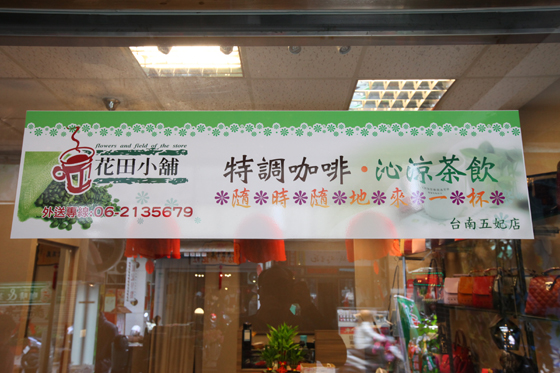 flowers and field of the store
花田小舖
外送專線:06-2135679
特調咖啡·沁涼茶飲
*隨*時*隨*地*來*一*杯*
台南五妃店